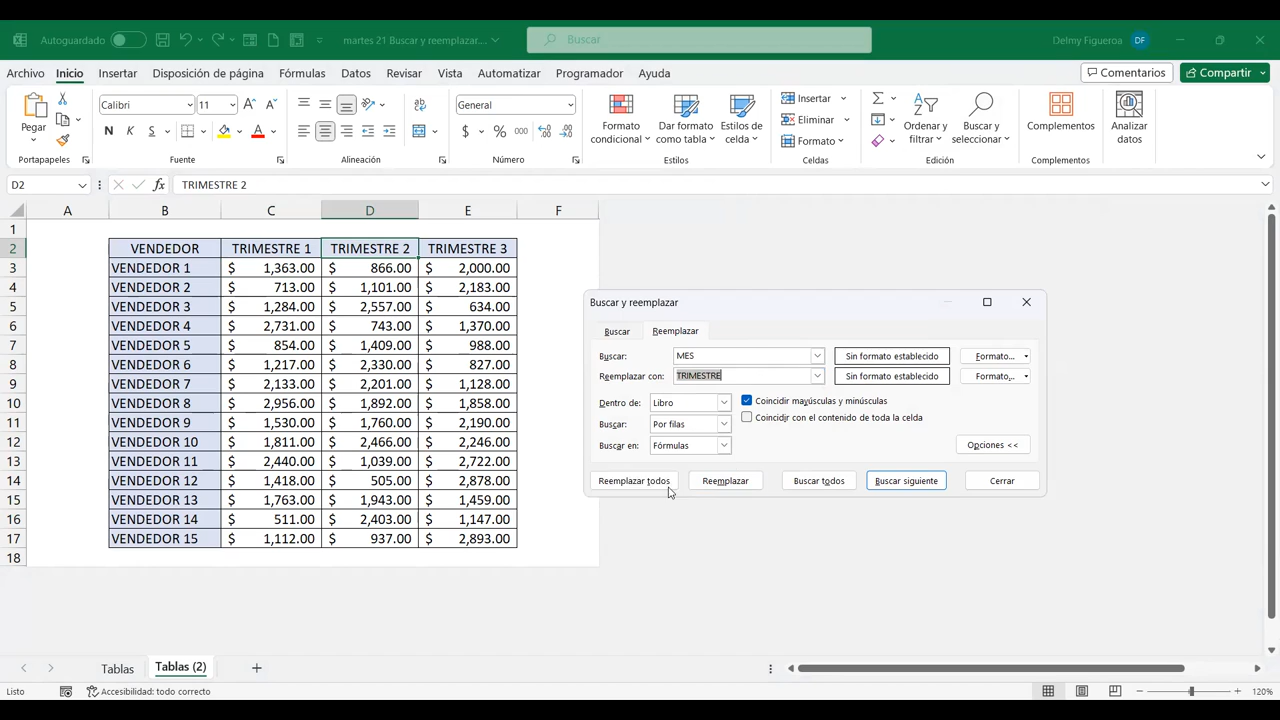 Autoguardado
martes 21 Buscar y reemplazar....
Buscar
Delmy Figueroa
DF
Archivo Inicio Insertar Disposición de página Fórmulas Datos Revisar Vista Automatizar Programador Ayuda
Comentarios
Compartir
Pegar
Portapapeles
Calibri
11
N K S
Fuente
Alineación
General
$ % 000
Número
Formato condicional
Dar formato como tabla
Estilos de celda
Estilos
Insertar
Eliminar
Formato
Celdas
Ordenar y filtrar
Buscar y seleccionar
Edición
Complementos
Complementos
Analizar datos
D2
fx
TRIMESTRE 2
A B C D E F
1
2 VENDEDOR TRIMESTRE 1 TRIMESTRE 2 TRIMESTRE 3
3 VENDEDOR 1 $ 1,363.00 $ 866.00 $ 2,000.00
4 VENDEDOR 2 $ 713.00 $ 1,101.00 $ 2,183.00
5 VENDEDOR 3 $ 1,284.00 $ 2,557.00 $ 634.00
6 VENDEDOR 4 $ 2,731.00 $ 743.00 $ 1,370.00
7 VENDEDOR 5 $ 854.00 $ 1,409.00 $ 988.00
8 VENDEDOR 6 $ 1,217.00 $ 2,330.00 $ 827.00
9 VENDEDOR 7 $ 2,133.00 $ 2,201.00 $ 1,128.00
10 VENDEDOR 8 $ 2,956.00 $ 1,892.00 $ 1,858.00
11 VENDEDOR 9 $ 1,530.00 $ 1,760.00 $ 2,190.00
12 VENDEDOR 10 $ 1,811.00 $ 2,466.00 $ 2,246.00
13 VENDEDOR 11 $ 2,440.00 $ 1,039.00 $ 2,722.00
14 VENDEDOR 12 $ 1,418.00 $ 505.00 $ 2,878.00
15 VENDEDOR 13 $ 1,763.00 $ 1,943.00 $ 1,459.00
16 VENDEDOR 14 $ 511.00 $ 2,403.00 $ 1,147.00
17 VENDEDOR 15 $ 1,112.00 $ 937.00 $ 2,893.00
18
Buscar y reemplazar
Buscar Reemplazar
Buscar: MES Sin formato establecido Formato...
Reemplazar con: TRIMESTRE Sin formato establecido Formato...
Dentro de: Libro Coincidir mayúsculas y minúsculas
Buscar: Por filas Coincidir con el contenido de toda la celda
Buscar en: Fórmulas Opciones <<
Reemplazar todos Reemplazar Buscar todos Buscar siguiente Cerrar
Tablas Tablas (2)
Listo
Accesibilidad: todo correcto
120%